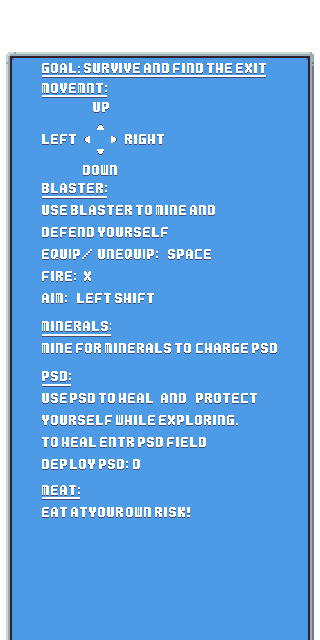 GOAL: SURVIVE AND FIND THE EXIT
MOVEMNT:
UP
LEFT RIGHT
DOWN
BLASTER:
USE BLASTER TO MINE AND
DEFEND YOURSELF
EQUIP/ UNEQUIP: SPACE
FIRE: X
AIM: LEFT SHIFT
MINERALS:
MINE FOR MINERALS TO CHARGE PSD
PSD:
USE PSD TO HEAL AND PROTECT
YOURSELF WHILE EXPLORING.
TO HEAL ENTR PSD FIELD
DEPLOY PSD: D
MEAT:
EAT AT YOUR OWN RISK!